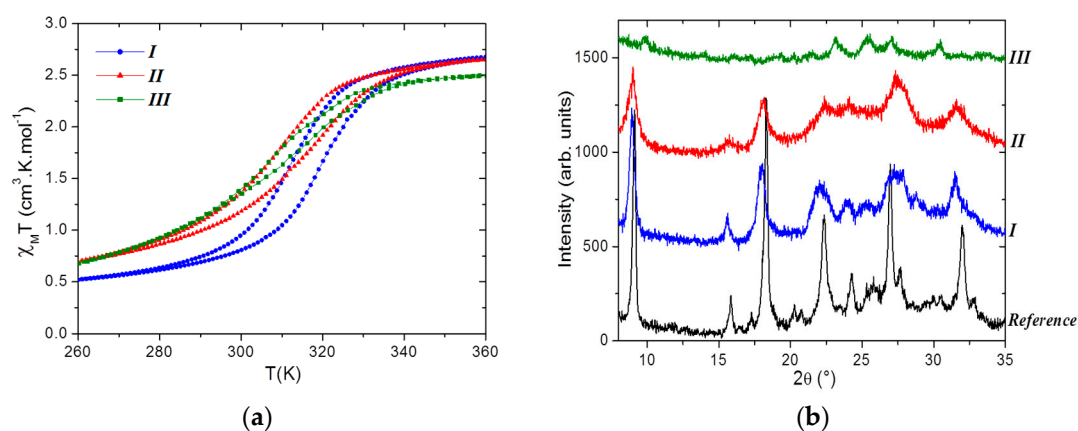 (a)
χMT (cm³.K.mol⁻¹)
3.0
2.5
2.0
1.5
1.0
0.5
0.0
I
II
III
260 280 300 320 340 360
T(K)
(b)
Intensity (arb. units)
1500
1000
500
0
III
II
I
Reference
10 15 20 25 30 35
2θ (°)
(a)
(b)